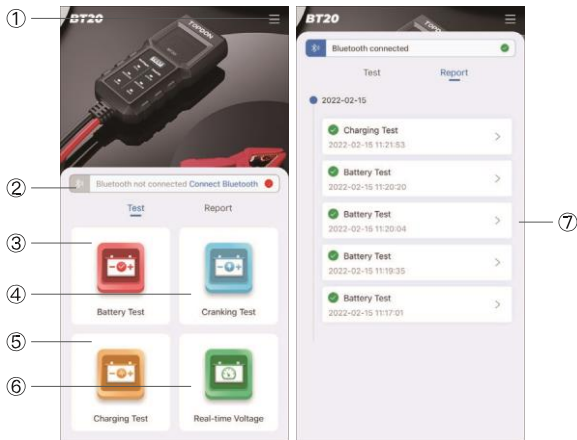 ①
BT20
TOPDON
②
Bluetooth not connected Connect Bluetooth
Test Report
③
Battery Test
④
Cranking Test
⑤
Charging Test
⑥
Real-time Voltage
BT20
TOPDON
Bluetooth connected
Test Report
2022-02-15
Charging Test
2022-02-15 11:21:53
Battery Test
2022-02-15 11:20:20
Battery Test
2022-02-15 11:20:04
Battery Test
2022-02-15 11:19:35
Battery Test
2022-02-15 11:17:01
⑦